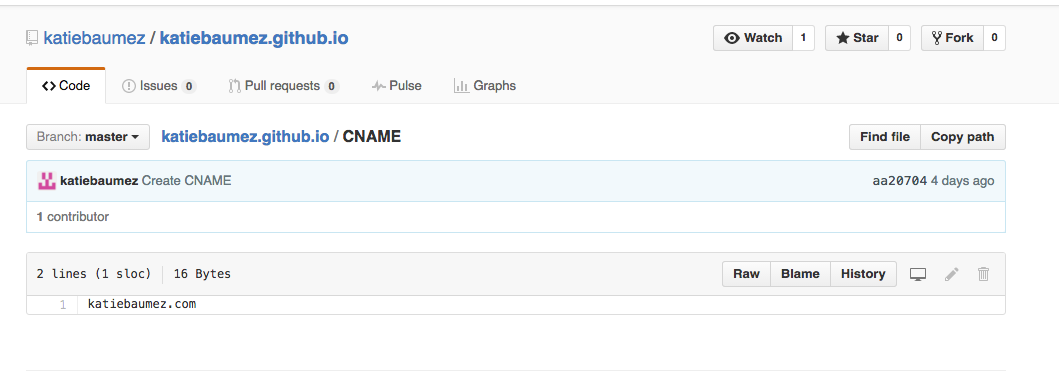 katiebaumez / katiebaumez.github.io Watch 1 Star 0 Fork 0
Code Issues 0 Pull requests 0 Pulse Graphs
Branch: master katiebaumez.github.io / CNAME Find file Copy path
katiebaumez Create CNAME aa20704 4 days ago
1 contributor
2 lines (1 sloc) 16 Bytes Raw Blame History
1 katiebaumez.com